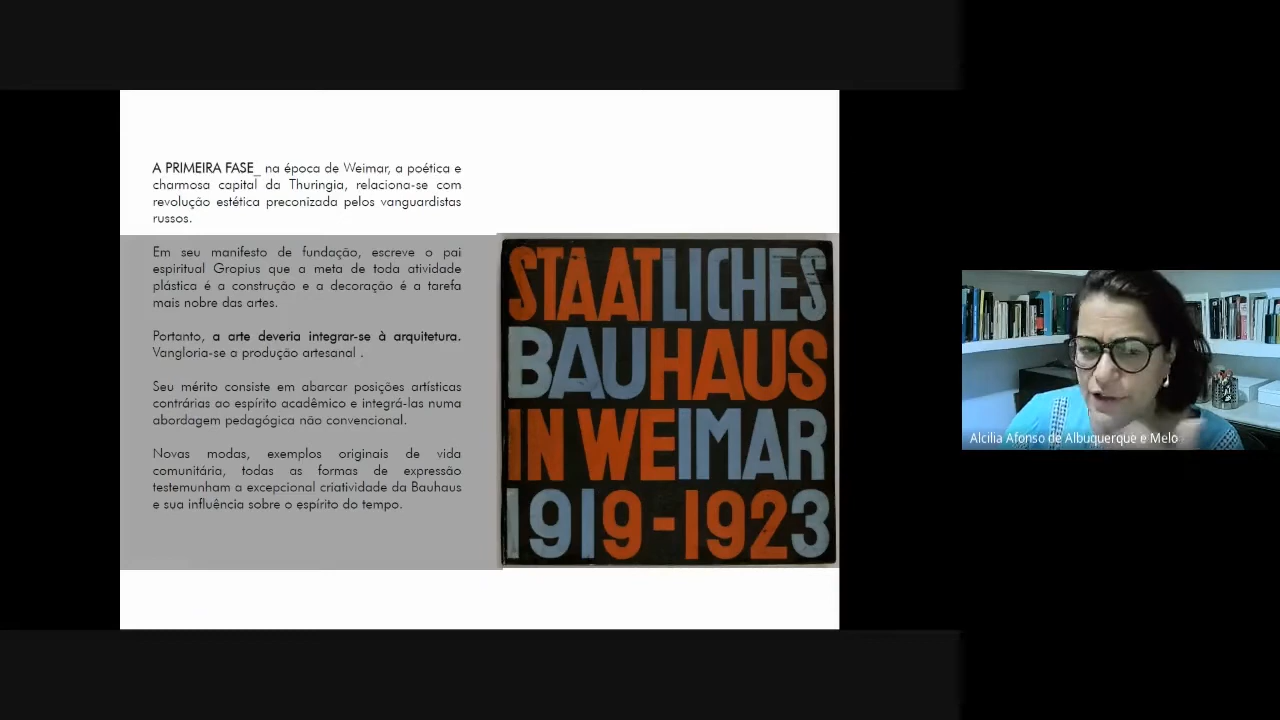 A PRIMEIRA FASE_ na época de Weimar, a poética e
charmosa capital da Thuringia, relaciona-se com
revolução estética preconizada pelos vanguardistas
russos.
Em seu manifesto de fundação, escreve o pai
espiritual Gropius que a meta de toda atividade
plástica é a construção e a decoração é a tarefa
mais nobre das artes.
Portanto, a arte deveria integrar-se à arquitetura.
Vangloria-se a produção artesanal .
Seu mérito consiste em abarcar posições artísticas
contrárias ao espírito acadêmico e integrá-las numa
abordagem pedagógica não convencional.
Novas modas, exemplos originais de vida
comunitária, todas as formas de expressão
testemunham a excepcional criatividade da Bauhaus
e sua influência sobre o espírito do tempo.
STAATLICHES
BAUHAUS
IN WEIMAR
1919-1923
Alcilia Afonso de Albuquerque e Melo